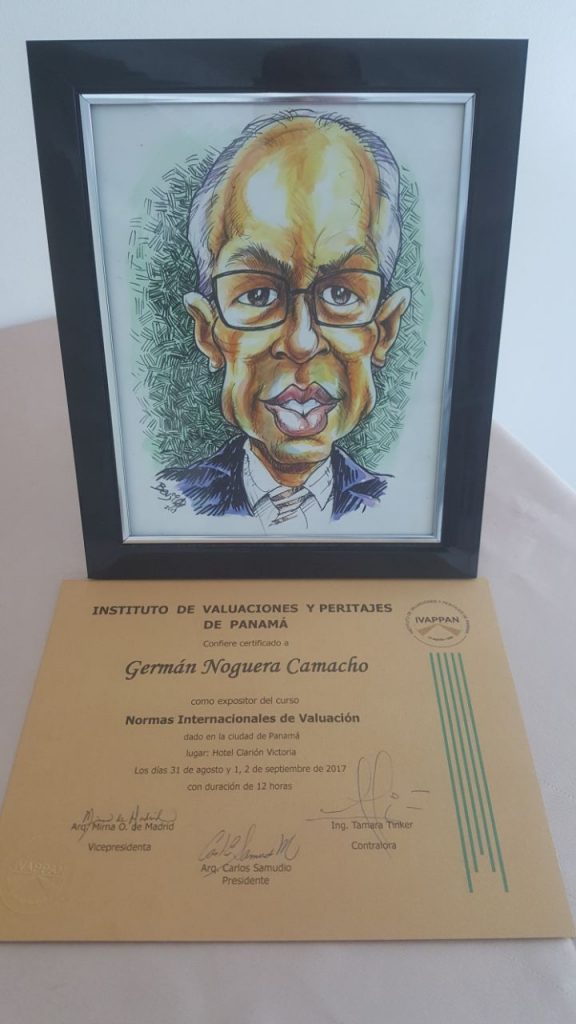 2017
INSTITUTO DE VALUACIONES Y PERITAJES
DE PANAMÁ
Confiere certificado a
Germán Noguera Camacho
como expositor del curso
Normas Internacionales de Valuación
dado en la ciudad de Panamá
lugar: Hotel Clarión Victoria
Los días 31 de agosto y 1, 2 de septiembre de 2017
con duración de 12 horas
IVAPPAN
Arq. Mirna O. de Madrid
Vicepresidenta
Arq. Carlos Samudio
Presidente
Ing. Tamara Tinker
Contralora
IVAPPAN